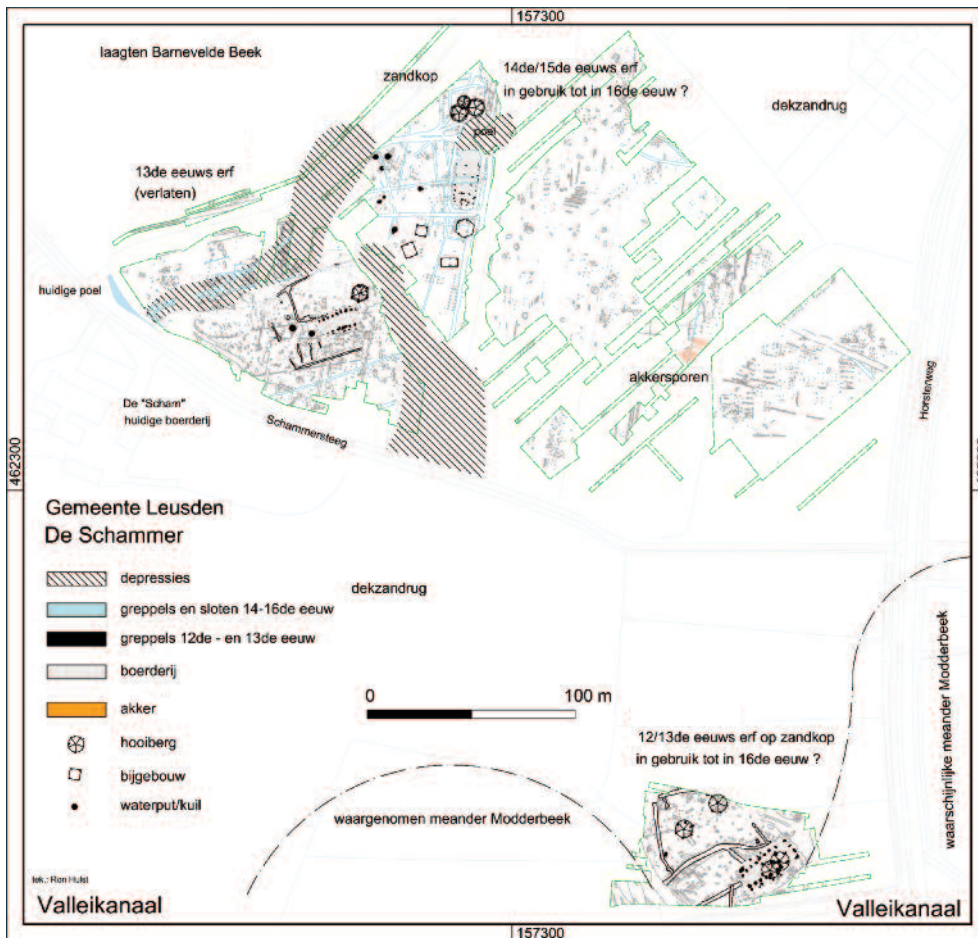 157300
laagten Barnevelde Beek
zandkop
14de/15de eeuws erf
in gebruik tot in 16de eeuw ?
dekzandrug
poel
13de eeuws erf
(verlaten)
huidige poel
akkersporen
De "Scham"
huidige boerderij
Schammersteeg
Horsterweg
462300
Gemeente Leusden
De Schammer
depressies
greppels en sloten 14-16de eeuw
greppels 12de - en 13de eeuw
boerderij
akker
hooiberg
bijgebouw
waterput/kuil
dekzandrug
0 100 m
12/13de eeuws erf op zandkop
in gebruik tot in 16de eeuw ?
waargenomen meander Modderbeek
waarschijnlijke meander Modderbeek
tek.: Ron Hulst
Valleikanaal
Valleikanaal
157300